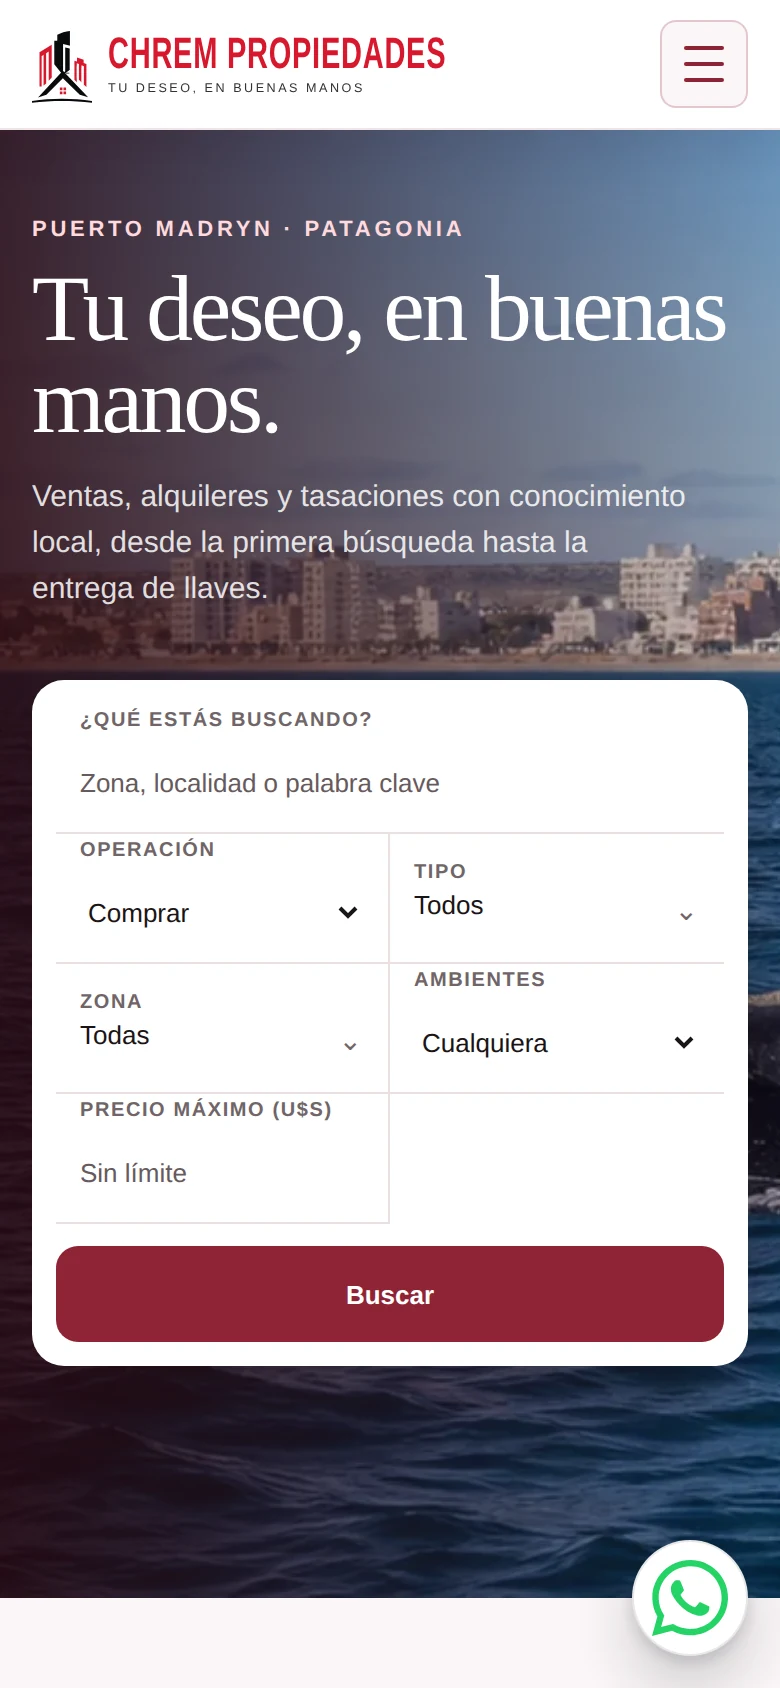 CHREM PROPIEDADES
TU DESEO, EN BUENAS MANOS
PUERTO MADRYN · PATAGONIA
Tu deseo, en buenas
manos.
Ventas, alquileres y tasaciones con conocimiento
local, desde la primera búsqueda hasta la
entrega de llaves.
¿QUÉ ESTÁS BUSCANDO?
Zona, localidad o palabra clave
OPERACIÓN
Comprar
TIPO
Todos
ZONA
Todas
AMBIENTES
Cualquiera
PRECIO MÁXIMO (U$S)
Sin límite
Buscar